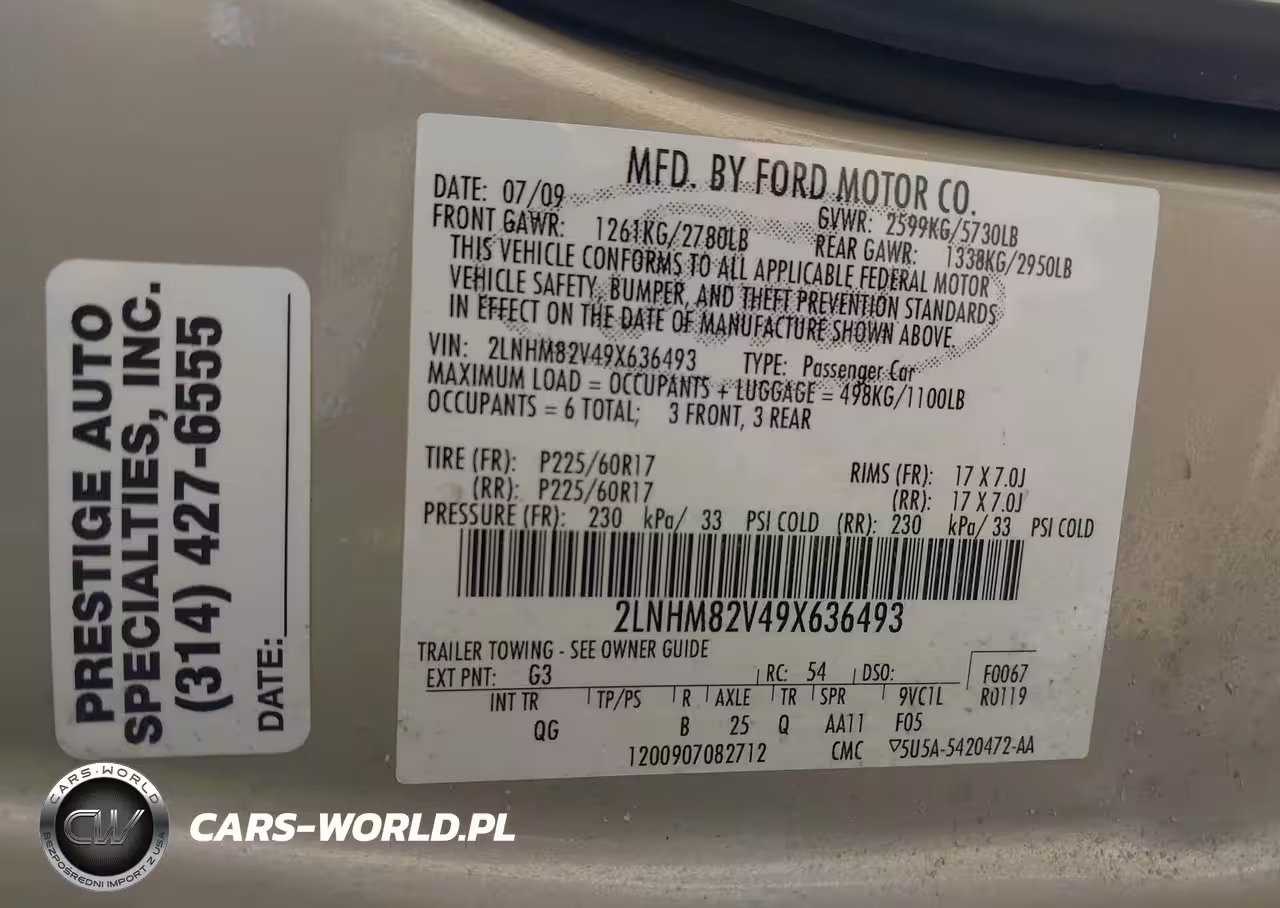 PRESTIGE AUTO
SPECIALTIES, INC.
(314) 427-6555
DATE:
MFD. BY FORD MOTOR CO.
DATE: 07/09 GVWR: 2599KG/5730LB
FRONT GAWR: 1261KG/2780LB REAR GAWR: 1338KG/2950LB
THIS VEHICLE CONFORMS TO ALL APPLICABLE FEDERAL MOTOR
VEHICLE SAFETY, BUMPER, AND THEFT PREVENTION STANDARDS
IN EFFECT ON THE DATE OF MANUFACTURE SHOWN ABOVE.
VIN: 2LNHM82V49X636493 TYPE: Passenger Car
MAXIMUM LOAD = OCCUPANTS + LUGGAGE = 498KG/1100LB
OCCUPANTS = 6 TOTAL; 3 FRONT, 3 REAR
TIRE (FR): P225/60R17 RIMS (FR): 17 X 7.0J
(RR): P225/60R17 (RR): 17 X 7.0J
PRESSURE (FR): 230 kPa/ 33 PSI COLD (RR): 230 kPa/ 33 PSI COLD
2LNHM82V49X636493
TRAILER TOWING - SEE OWNER GUIDE
EXT PNT: G3 RC: 54 DSO: F0067
INT TR TP/PS R AXLE TR SPR 9VC1L R0119
QG B 25 Q AA11 F05
1200907082712 CMC ▽5U5A-5420472-AA
CARS-WORLD
CW
BEZPOŚREDNI IMPORT Z USA
CARS-WORLD.PL